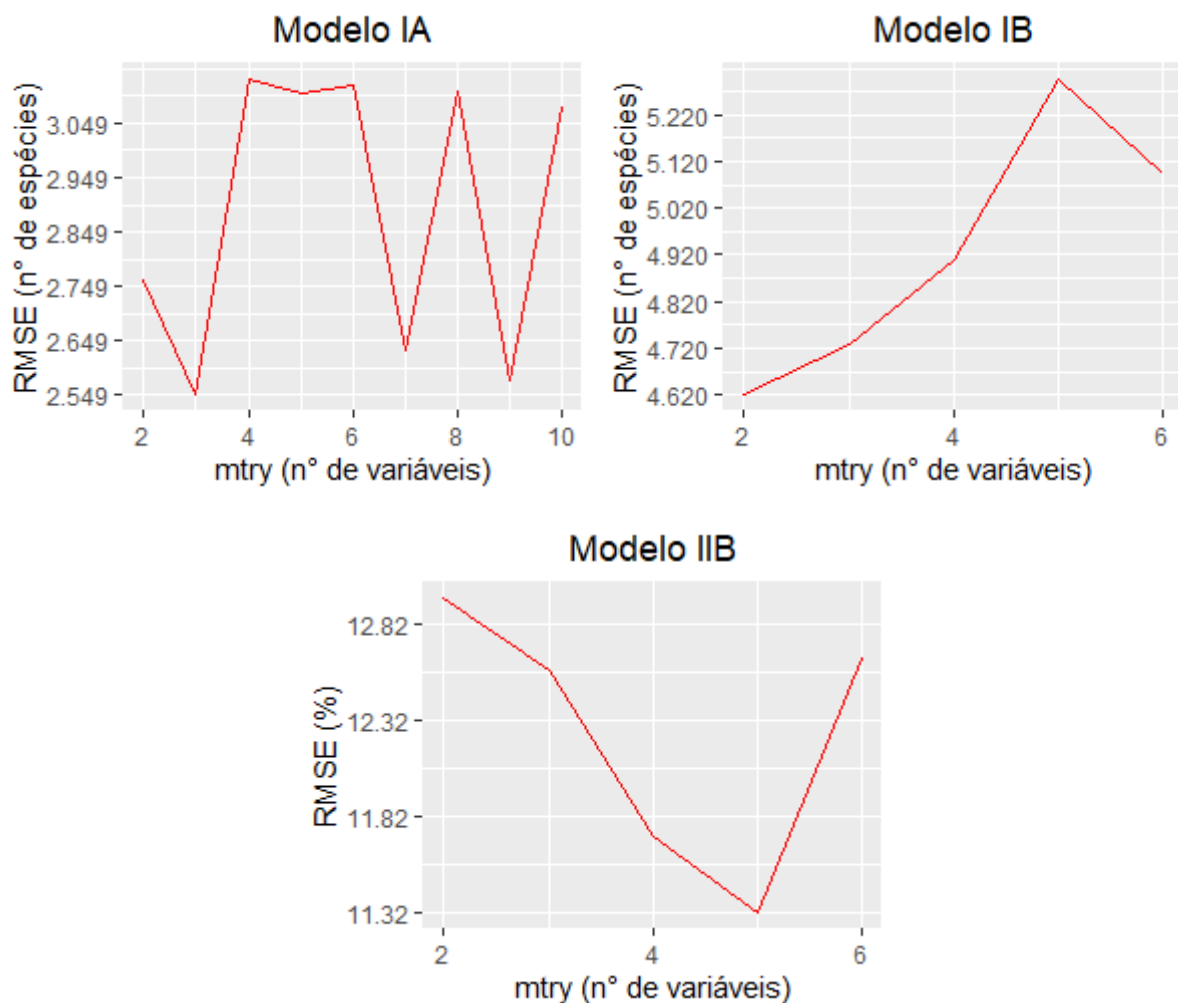 Modelo IA
RMSE (n° de espécies)
3.049
2.949
2.849
2.749
2.649
2.549
2 4 6 8 10
mtry (n° de variáveis)
Modelo IB
RMSE (n° de espécies)
5.220
5.120
5.020
4.920
4.820
4.720
4.620
2 4 6
mtry (n° de variáveis)
Modelo IIB
RMSE (%)
12.82
12.32
11.82
11.32
2 4 6
mtry (n° de variáveis)